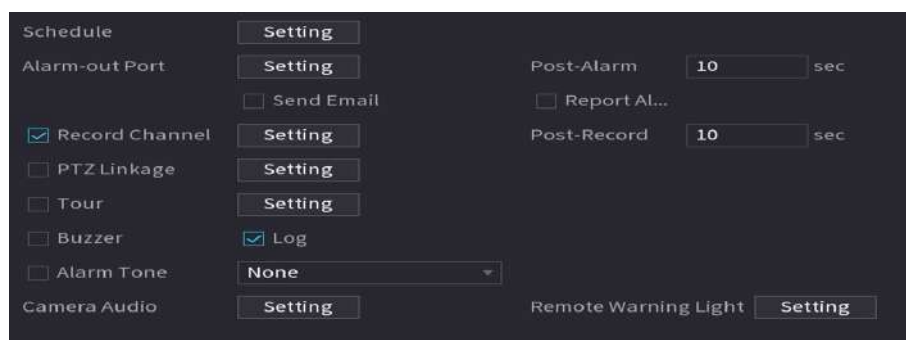 Schedule Setting
Alarm-out Port Setting Post-Alarm 10 sec
Send Email Report Al...
Record Channel Setting Post-Record 10 sec
PTZ Linkage Setting
Tour Setting
Buzzer Log
Alarm Tone None
Camera Audio Setting Remote Warning Light Setting